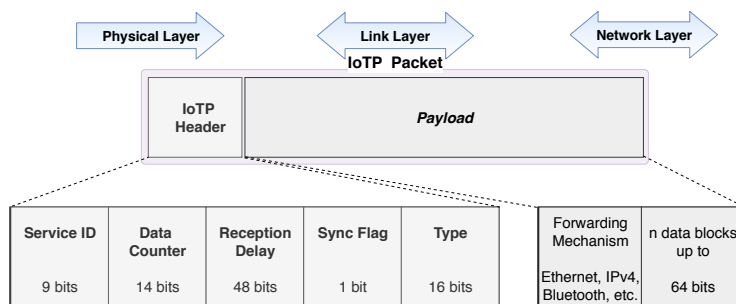 Physical Layer
Link Layer
Network Layer
IoTP Packet
IoTP
Header
Payload
Service ID
9 bits
Data
Counter
14 bits
Reception
Delay
48 bits
Sync Flag
1 bit
Type
16 bits
Forwarding
Mechanism
Ethernet, IPv4,
Bluetooth, etc.
n data blocks
up to
64 bits